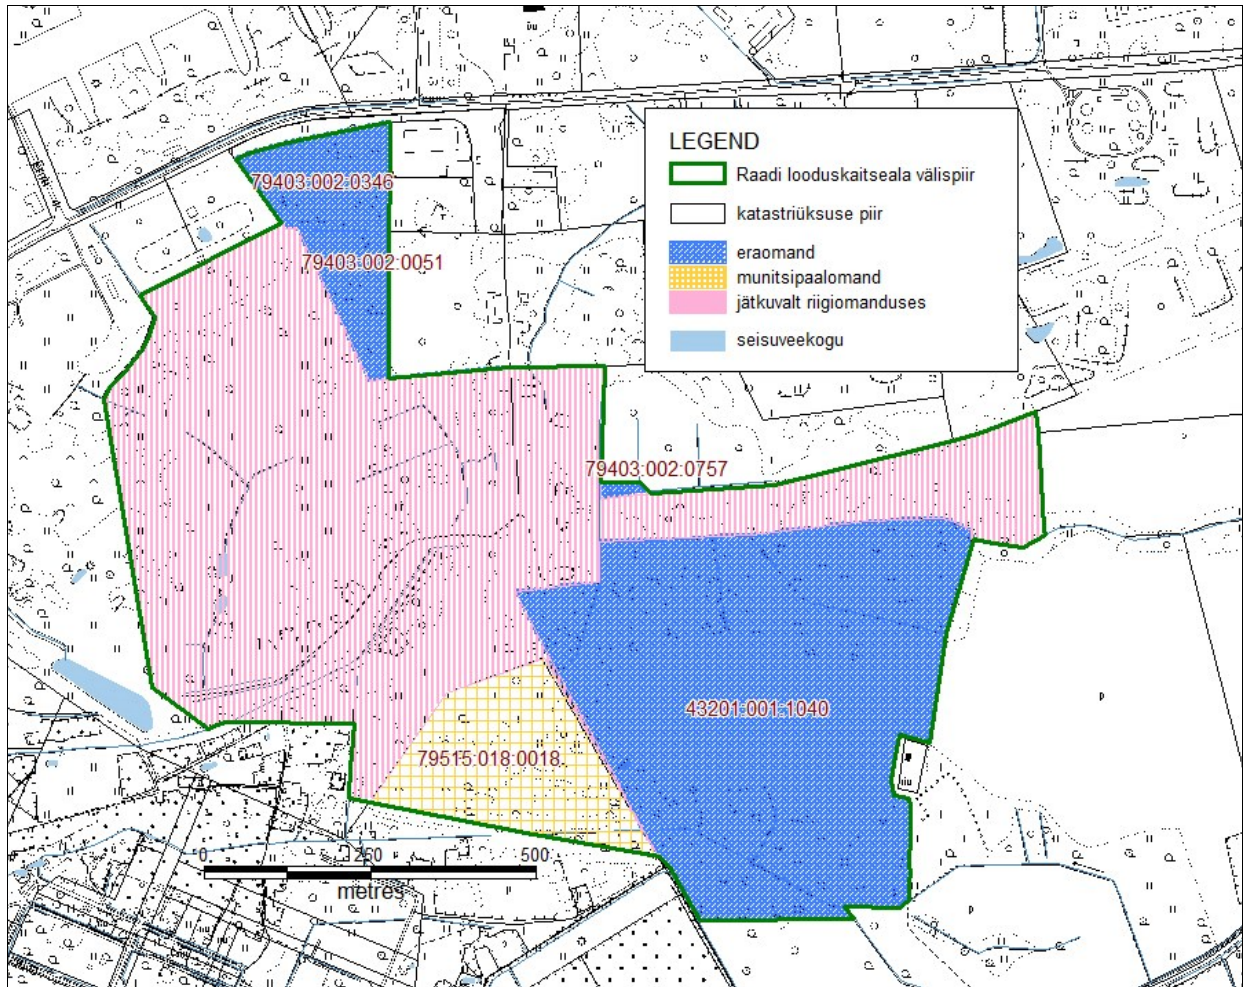 LEGEND
Raadi looduskaitseala välispiir
katastriüksuse piir
eraomand
munitsipaalomand
jätkuvalt riigiomanduses
seisuveekogu
79403:002:0346
79403:002:0051
79403:002:0757
43201:001:1040
79515:018:0018
0 250 500
metres